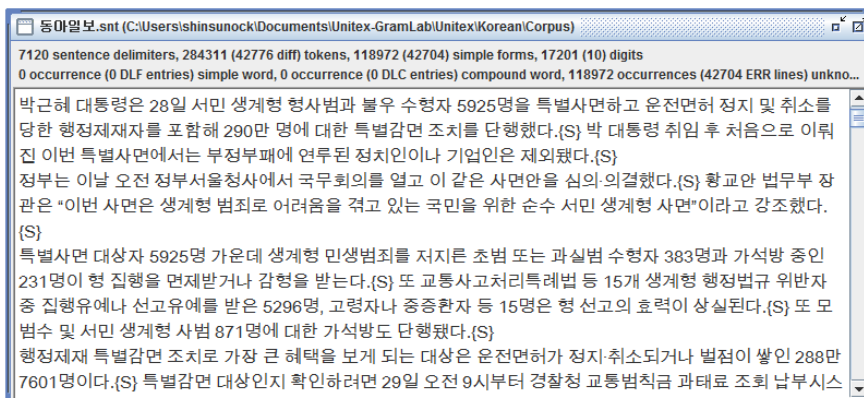 동아일보.snt (C:\Users\shinsunock\Documents\Unitex-GramLab\Unitex\Korean\Corpus)
7120 sentence delimiters, 284311 (42776 diff) tokens, 118972 (42704) simple forms, 17201 (10) digits
0 occurrence (0 DLF entries) simple word, 0 occurrence (0 DLC entries) compound word, 118972 occurrences (42704 ERR lines) unkno...
박근혜 대통령은 28일 서민 생계형 형사범과 불우 수형자 5925명을 특별사면하고 운전면허 정지 및 취소를
당한 행정제재자를 포함해 290만 명에 대한 특별감면 조치를 단행했다.{S} 박 대통령 취임 후 처음으로 이뤄
진 이번 특별사면에서는 부정부패에 연루된 정치인이나 기업인은 제외됐다.{S}
정부는 이날 오전 정부서울청사에서 국무회의를 열고 이 같은 사면안을 심의·의결했다.{S} 황교안 법무부 장
관은 “이번 사면은 생계형 범죄로 어려움을 겪고 있는 국민을 위한 순수 서민 생계형 사면”이라고 강조했다.
{S}
특별사면 대상자 5925명 가운데 생계형 민생범죄를 저지른 초범 또는 과실범 수형자 383명과 가석방 중인
231명이 형 집행을 면제받거나 감형을 받는다.{S} 또 교통사고처리특례법 등 15개 생계형 행정법규 위반자
중 집행유예나 선고유예를 받은 5296명, 고령자나 중증환자 등 15명은 형 선고의 효력이 상실된다.{S} 또 모
범수 및 서민 생계형 사범 871명에 대한 가석방도 단행됐다.{S}
행정제재 특별감면 조치로 가장 큰 혜택을 보게 되는 대상은 운전면허가 정지·취소되거나 벌점이 쌓인 288만
7601명이다.{S} 특별감면 대상인지 확인하려면 29일 오전 9시부터 경찰청 교통범칙금 과태료 조회 납부시스